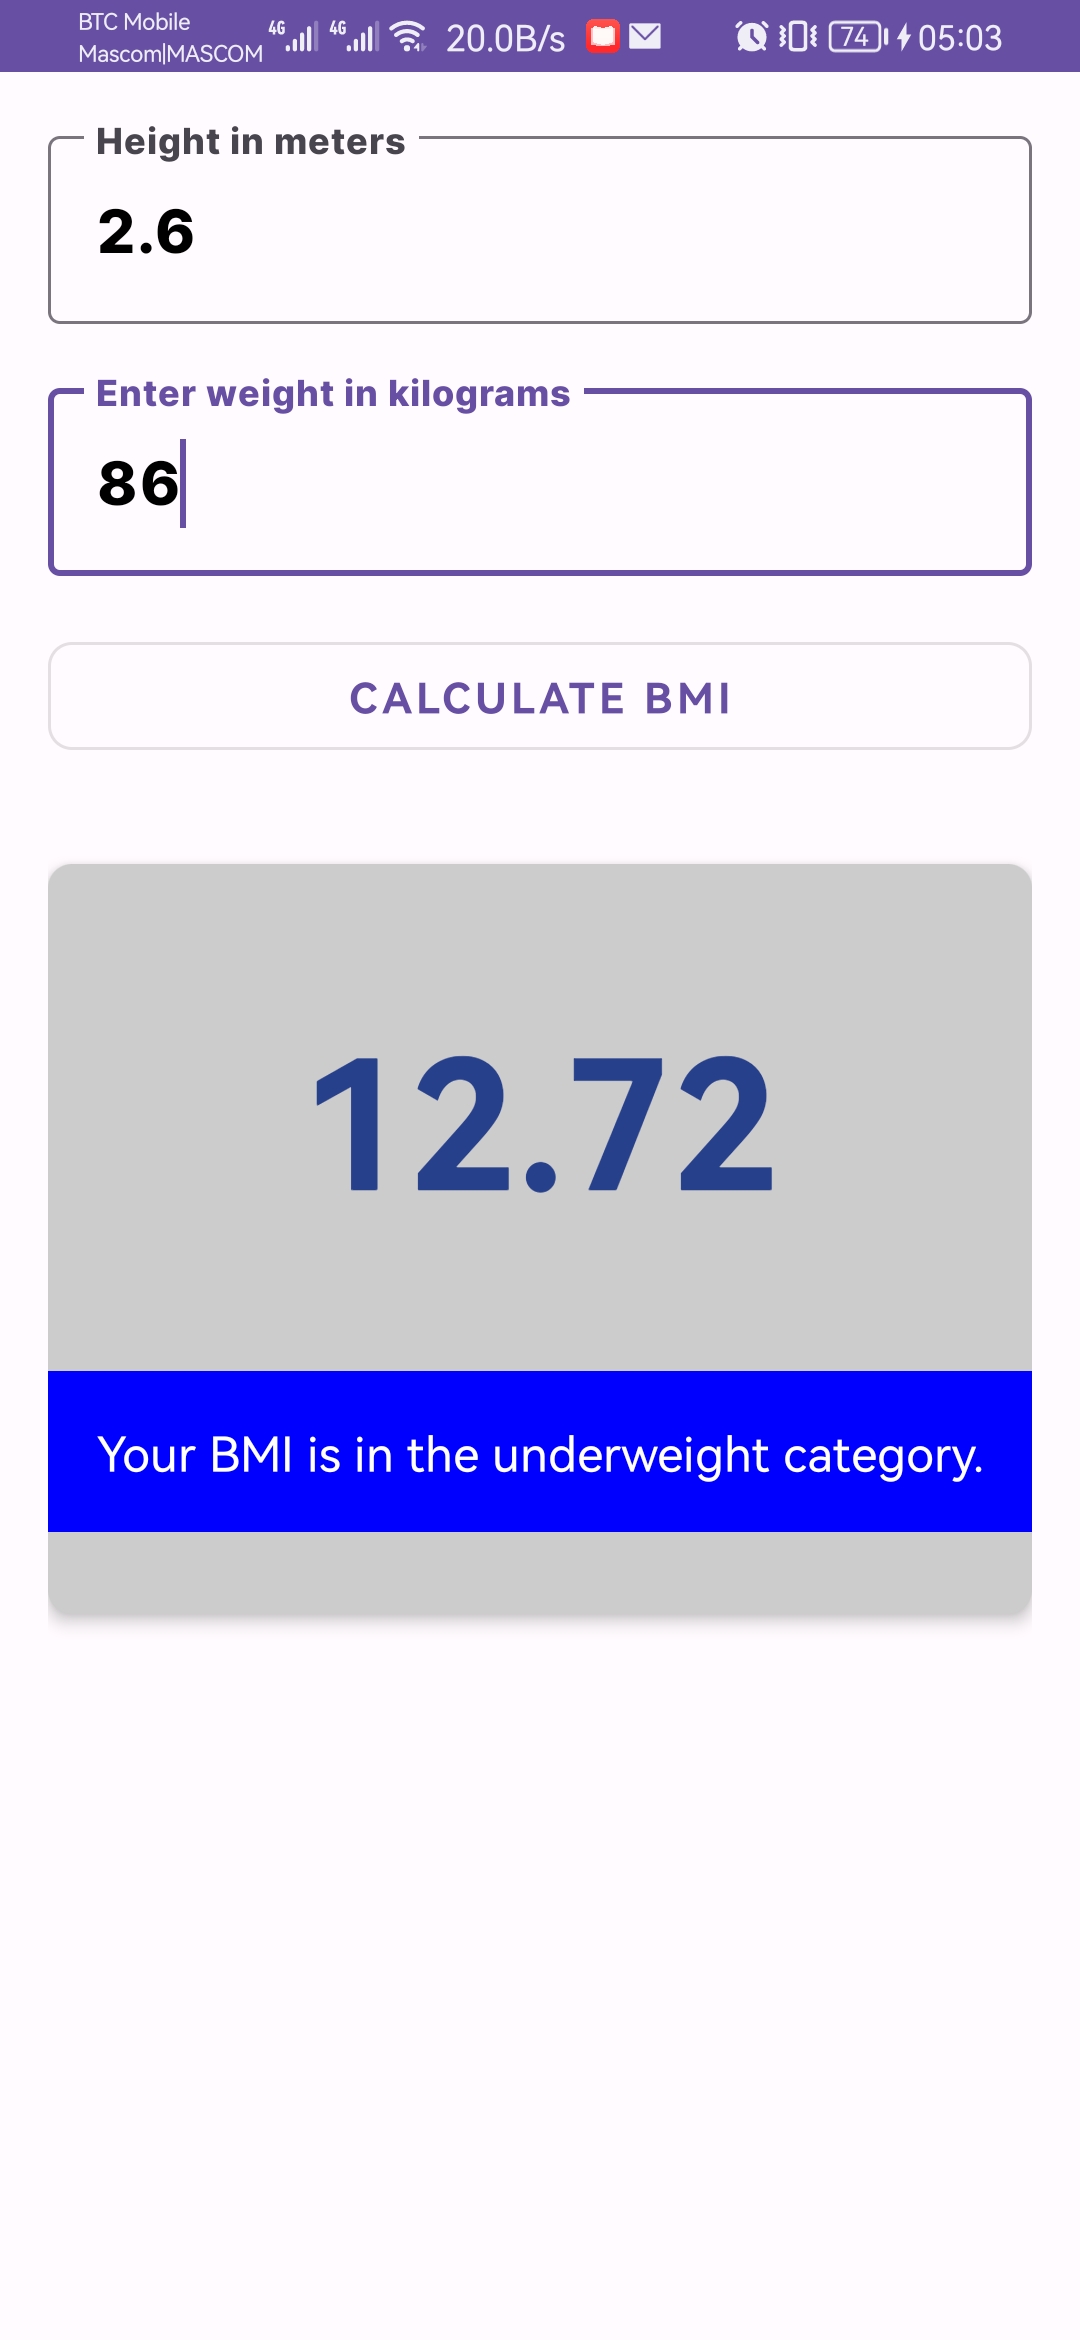 BTC Mobile
Mascom|MASCOM
4G 4G 20.0B/s 74 05:03
Height in meters
2.6
Enter weight in kilograms
86
CALCULATE BMI
12.72
Your BMI is in the underweight category.